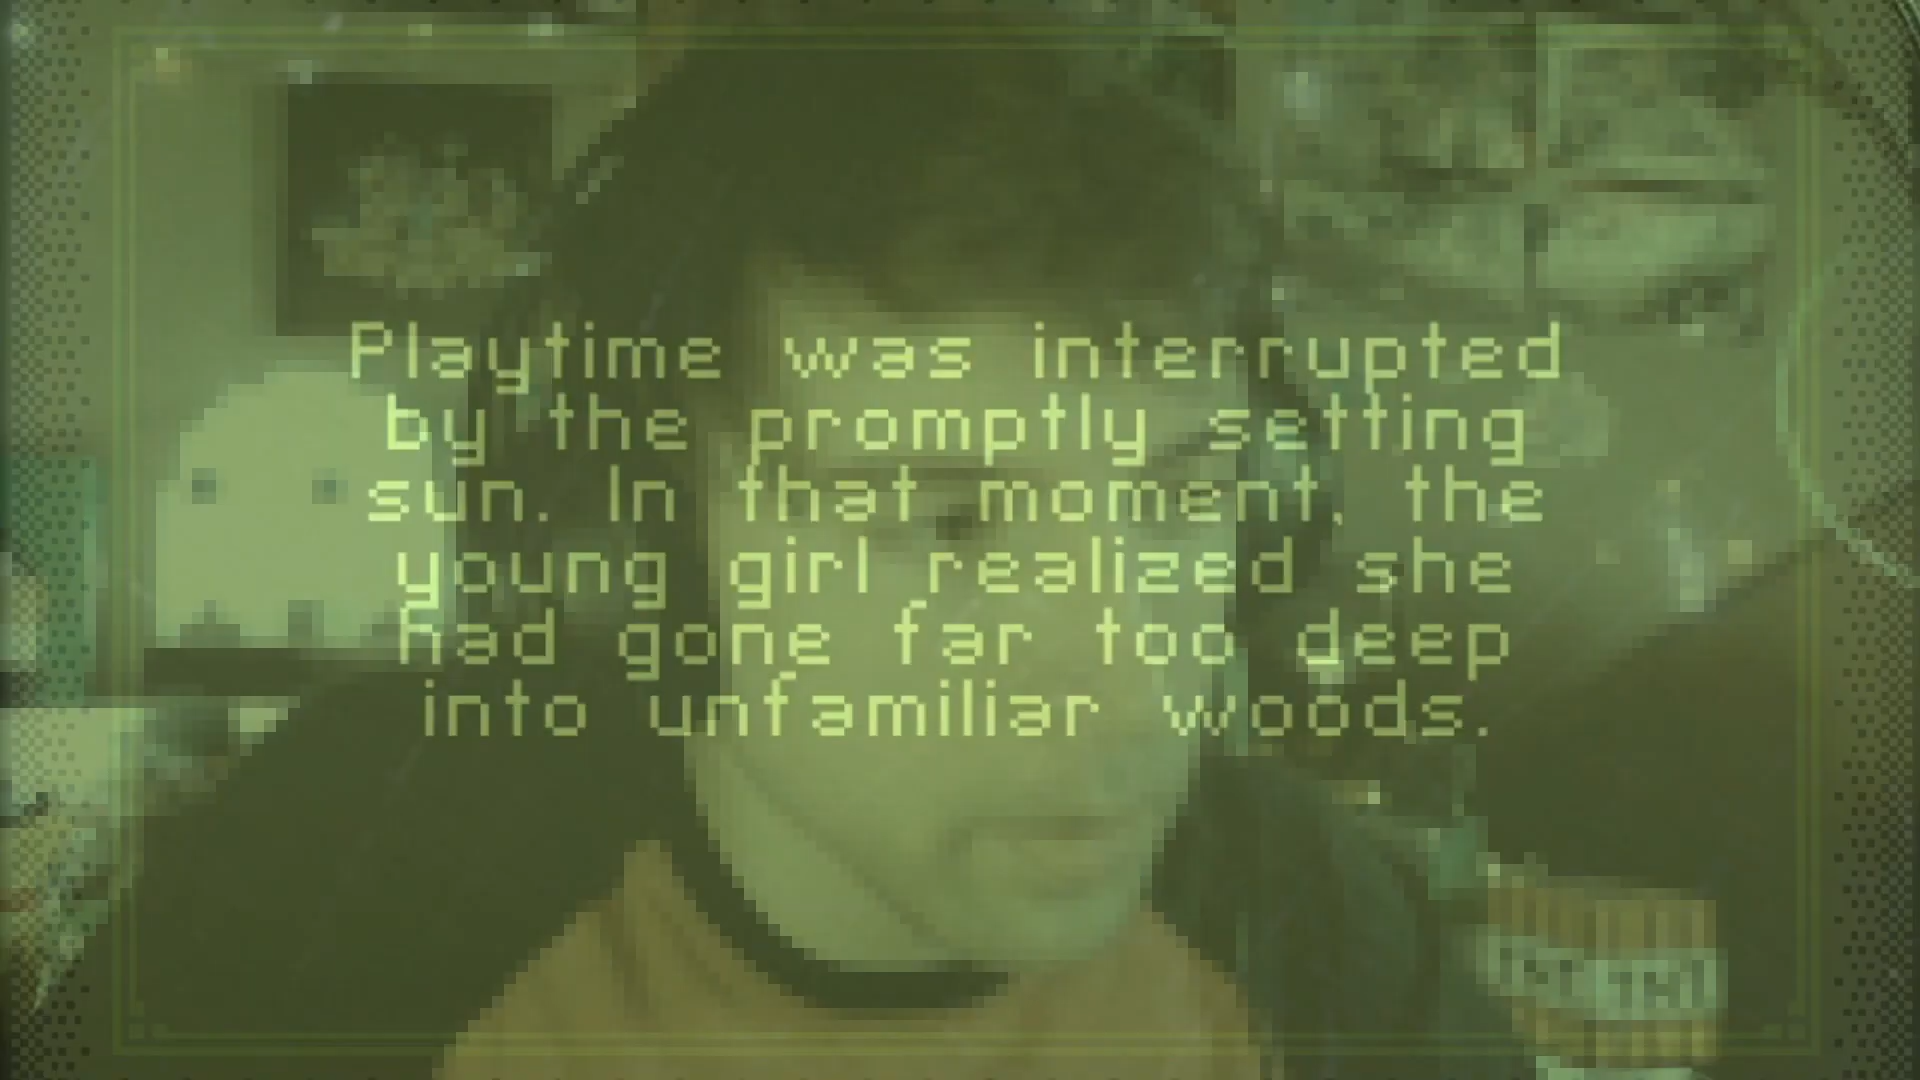 Playtime was interrupted
by the promptly setting
sun. In that moment, the
young girl realized she
had gone far too deep
into unfamiliar woods.